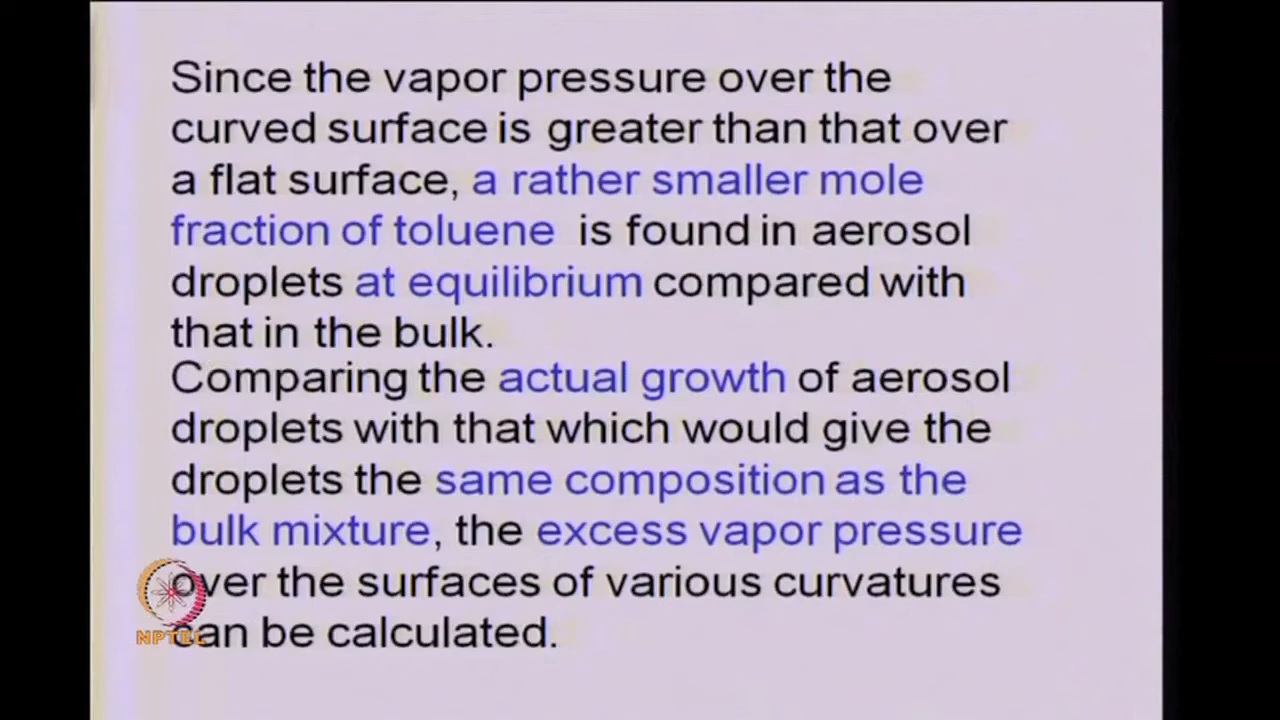 Since the vapor pressure over the
curved surface is greater than that over
a flat surface, a rather smaller mole
fraction of toluene is found in aerosol
droplets at equilibrium compared with
that in the bulk.
Comparing the actual growth of aerosol
droplets with that which would give the
droplets the same composition as the
bulk mixture, the excess vapor pressure
over the surfaces of various curvatures
can be calculated.
NPTEL